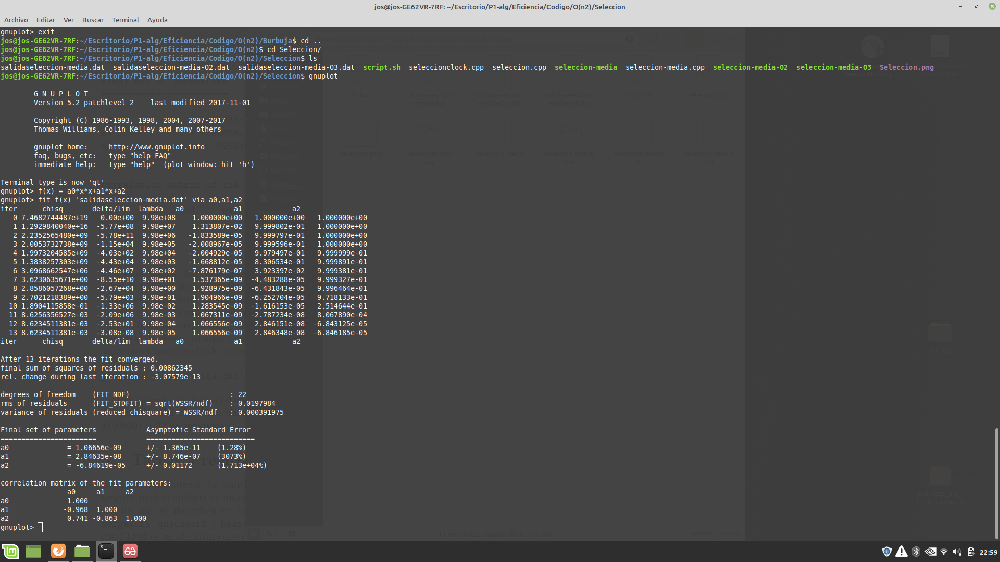 jos@jos-GE62VR-7RF: ~/Escritorio/P1-alg/Eficiencia/Codigo/O(n2)/Seleccion
Archivo Editar Ver Buscar Terminal Ayuda
gnuplot> exit
jos@jos-GE62VR-7RF:~/Escritorio/P1-alg/Eficiencia/Codigo/O(n2)/Burbuja$ cd ..
jos@jos-GE62VR-7RF:~/Escritorio/P1-alg/Eficiencia/Codigo/O(n2)$ cd Seleccion/
jos@jos-GE62VR-7RF:~/Escritorio/P1-alg/Eficiencia/Codigo/O(n2)/Seleccion$ ls
salidaseleccion-media.dat salidaseleccion-media-O2.dat salidaseleccion-media-O3.dat script.sh seleccionclock.cpp seleccion.cpp seleccion-media seleccion-media.cpp seleccion-media-O2 seleccion-media-O3 Seleccion.png
jos@jos-GE62VR-7RF:~/Escritorio/P1-alg/Eficiencia/Codigo/O(n2)/Seleccion$ gnuplot
G N U P L O T
Version 5.2 patchlevel 2 last modified 2017-11-01
Copyright (C) 1986-1993, 1998, 2004, 2007-2017
Thomas Williams, Colin Kelley and many others
gnuplot home: http://www.gnuplot.info
faq, bugs, etc: type "help FAQ"
immediate help: type "help" (plot window: hit 'h')
Terminal type is now 'qt'
gnuplot> f(x) = a0*x*x+a1*x+a2
gnuplot> fit f(x) 'salidaseleccion-media.dat' via a0,a1,a2
iter chisq delta/lim lambda a0 a1 a2
0 7.4682744487e+19 0.00e+00 9.98e+08 1.000000e+00 1.000000e+00 1.000000e+00
1 1.2929840040e+16 -5.77e+08 9.98e+07 1.313807e-02 9.999802e-01 1.000000e+00
2 2.2352565480e+09 -5.78e+11 9.98e+06 -1.833589e-05 9.999797e-01 1.000000e+00
3 2.0053732738e+09 -1.15e+04 9.98e+05 -2.008967e-05 9.999596e-01 1.000000e+00
4 1.9973204585e+09 -4.03e+02 9.98e+04 -2.004929e-05 9.979497e-01 9.999999e-01
5 1.3838257303e+09 -4.43e+04 9.98e+03 -1.668812e-05 8.306534e-01 9.999891e-01
6 3.0968662547e+06 -4.46e+07 9.98e+02 -7.876179e-07 3.923397e-02 9.999381e-01
7 3.6230635671e+00 -8.55e+10 9.98e+01 1.537365e-09 -4.483288e-05 9.999327e-01
8 2.8586057268e+00 -2.67e+04 9.98e+00 1.928975e-09 -6.431843e-05 9.996464e-01
9 2.7021218389e+00 -5.79e+03 9.98e-01 1.904966e-09 -6.252704e-05 9.718133e-01
10 1.8904115858e-01 -1.33e+06 9.98e-02 1.283545e-09 -1.616153e-05 2.514644e-01
11 8.6256356527e-03 -2.09e+06 9.98e-03 1.067311e-09 -2.787234e-08 8.067890e-04
12 8.6234511381e-03 -2.53e+01 9.98e-04 1.066556e-09 2.846151e-08 -6.843125e-05
13 8.6234511381e-03 -3.08e-08 9.98e-05 1.066556e-09 2.846348e-08 -6.846185e-05
iter chisq delta/lim lambda a0 a1 a2
After 13 iterations the fit converged.
final sum of squares of residuals : 0.00862345
rel. change during last iteration : -3.07579e-13
degrees of freedom (FIT_NDF) : 22
rms of residuals (FIT_STDFIT) = sqrt(WSSR/ndf) : 0.0197984
variance of residuals (reduced chisquare) = WSSR/ndf : 0.000391975
Final set of parameters Asymptotic Standard Error
======================= ==========================
a0 = 1.06656e-09 +/- 1.365e-11 (1.28%)
a1 = 2.84635e-08 +/- 8.746e-07 (3073%)
a2 = -6.84619e-05 +/- 0.01172 (1.713e+04%)
correlation matrix of the fit parameters:
a0 a1 a2
a0 1.000
a1 -0.968 1.000
a2 0.741 -0.863 1.000
gnuplot>
22:59